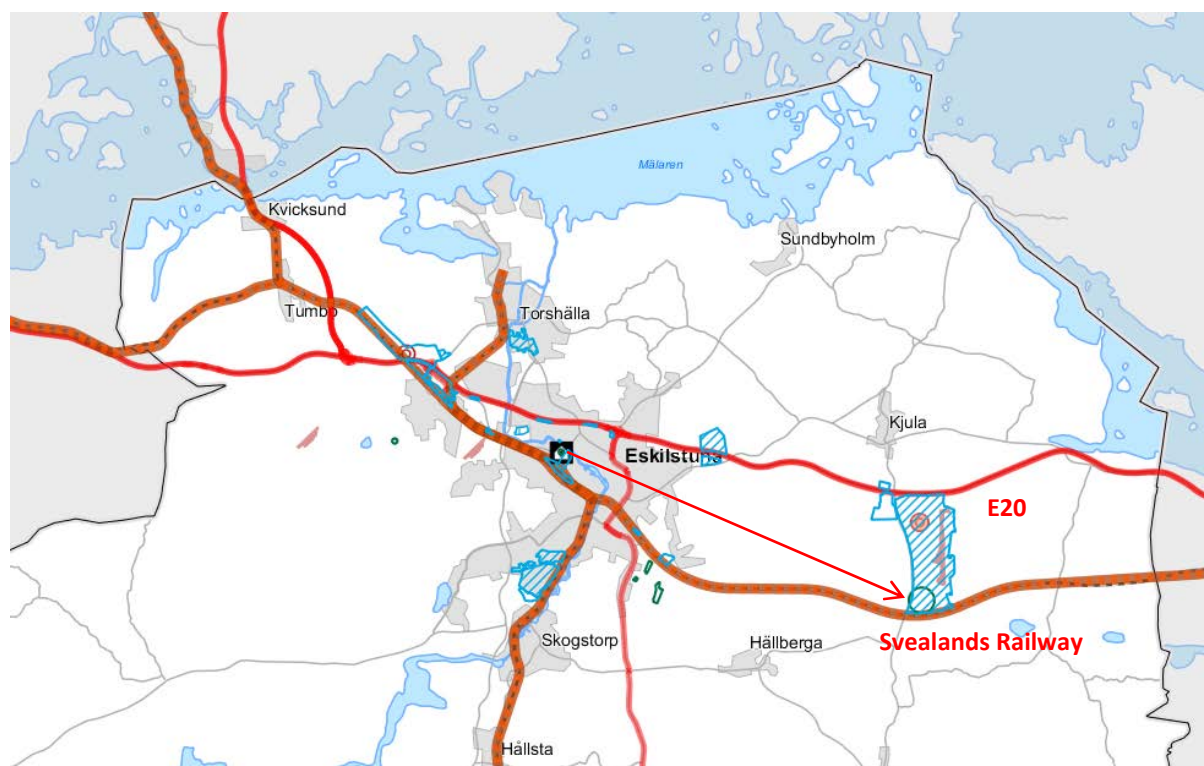 Mälaren
Kvicksund
Sundbyholm
Tumbo
Torshälla
Kjula
Eskilstuna
E20
Skogstorp
Hällberga
Svealands Railway
Hållsta